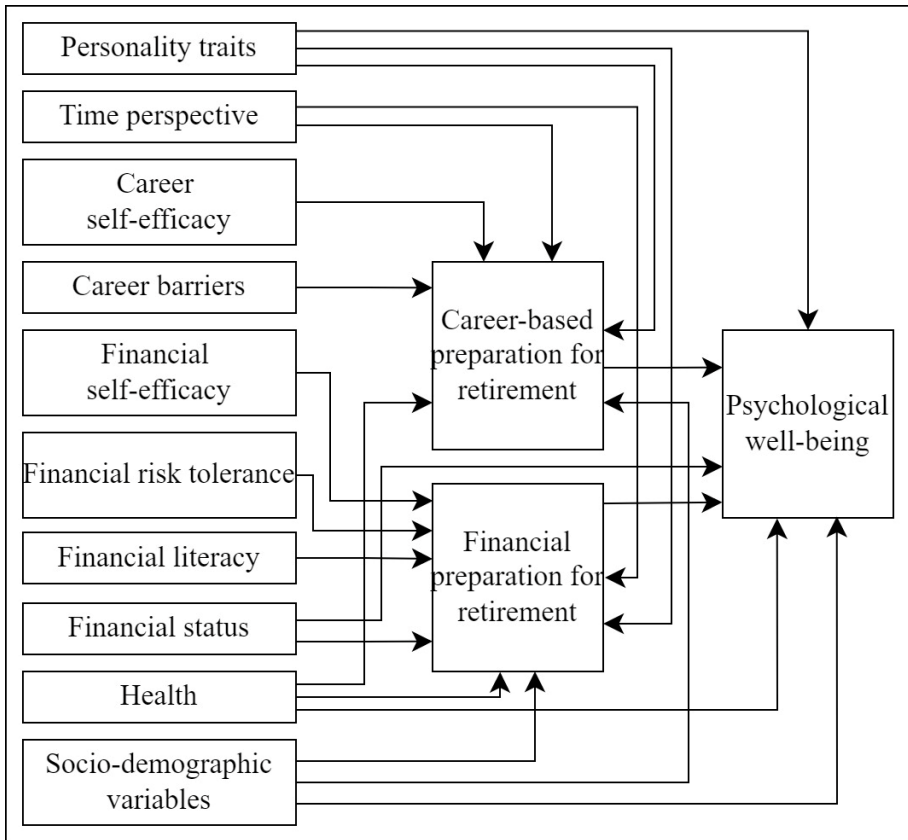 Personality traits
Time perspective
Career
self-efficacy
Career barriers
Financial
self-efficacy
Financial risk tolerance
Financial literacy
Financial status
Health
Socio-demographic
variables
Career-based
preparation for
retirement
Financial
preparation for
retirement
Psychological
well-being